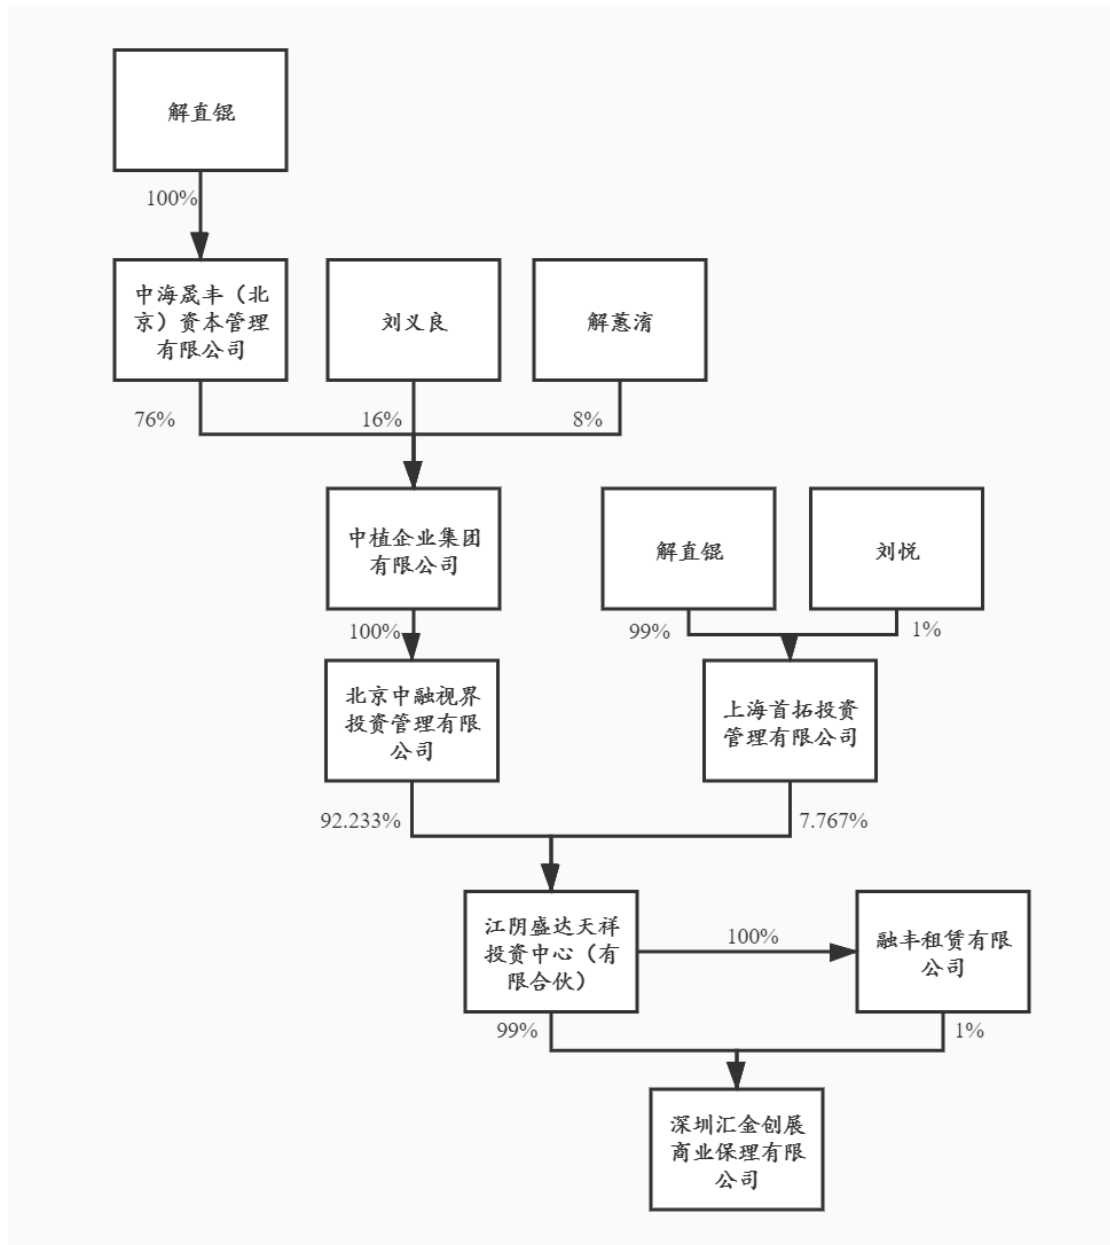 解直锟
100%
中海晟丰（北
京）资本管理
有限公司
刘义良
解蕙淯
76%
16%
8%
中植企业集团
有限公司
解直锟
刘悦
100%
99%
1%
北京中融视界
投资管理有限
公司
上海首拓投资
管理有限公司
92.233%
7.767%
江阴盛达天祥
投资中心（有
限合伙）
100%
融丰租赁有限
公司
99%
1%
深圳汇金创展
商业保理有限
公司